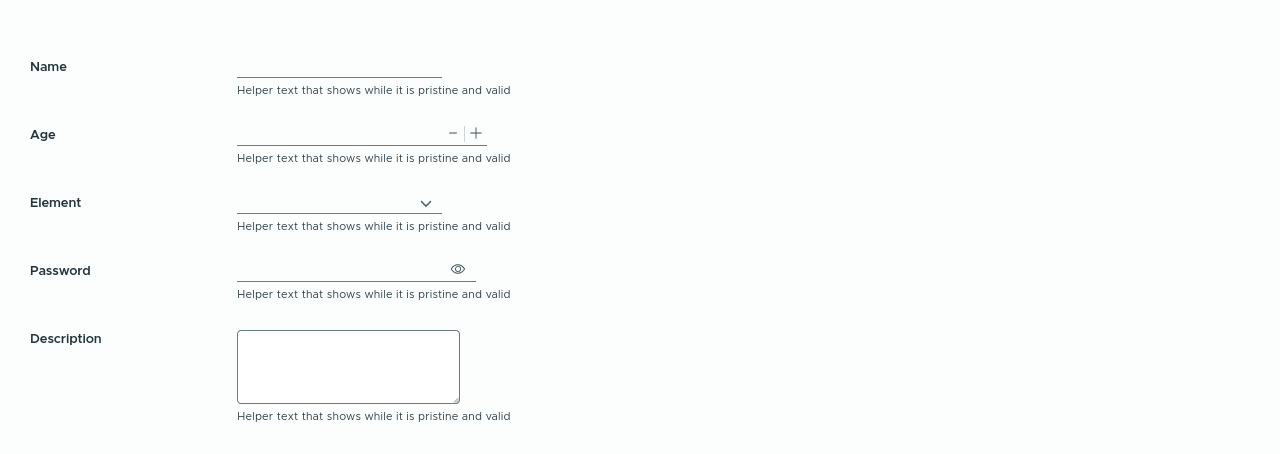 Name
Helper text that shows while it is pristine and valid
Age
Helper text that shows while it is pristine and valid
Element
Helper text that shows while it is pristine and valid
Password
Helper text that shows while it is pristine and valid
Description
Helper text that shows while it is pristine and valid